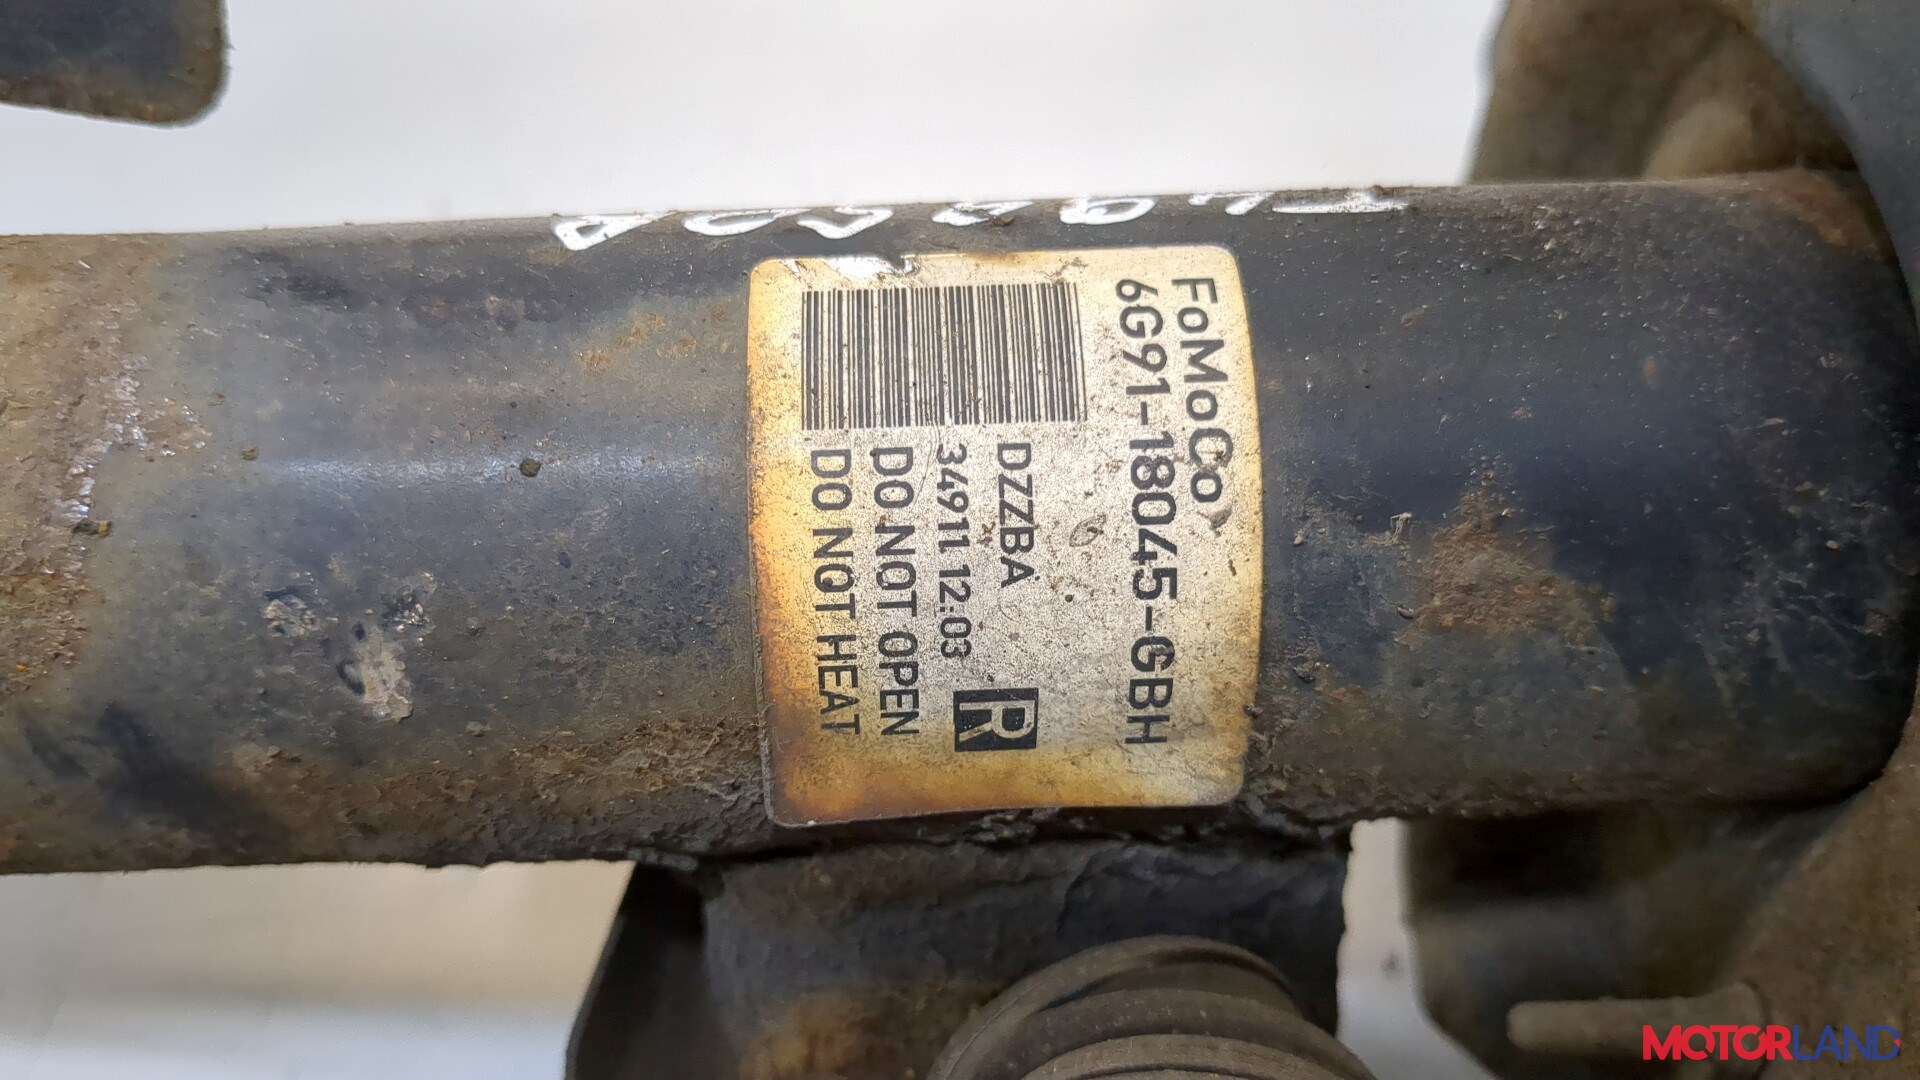 FoMoCo
6G91-18045-GBH
DZZBA
R
34911 12:03
DO NOT OPEN
DO NOT HEAT
MOTORLAND